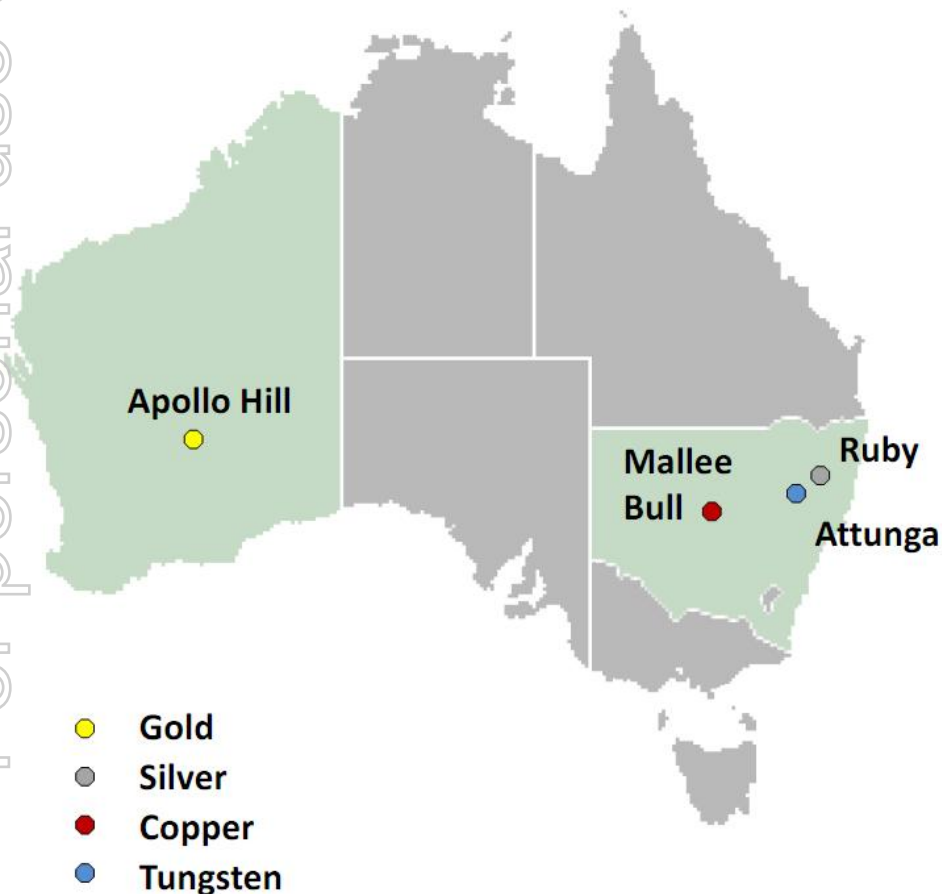 Apollo Hill
Ruby
Mallee
Bull
Attunga
Gold
Silver
Copper
Tungsten